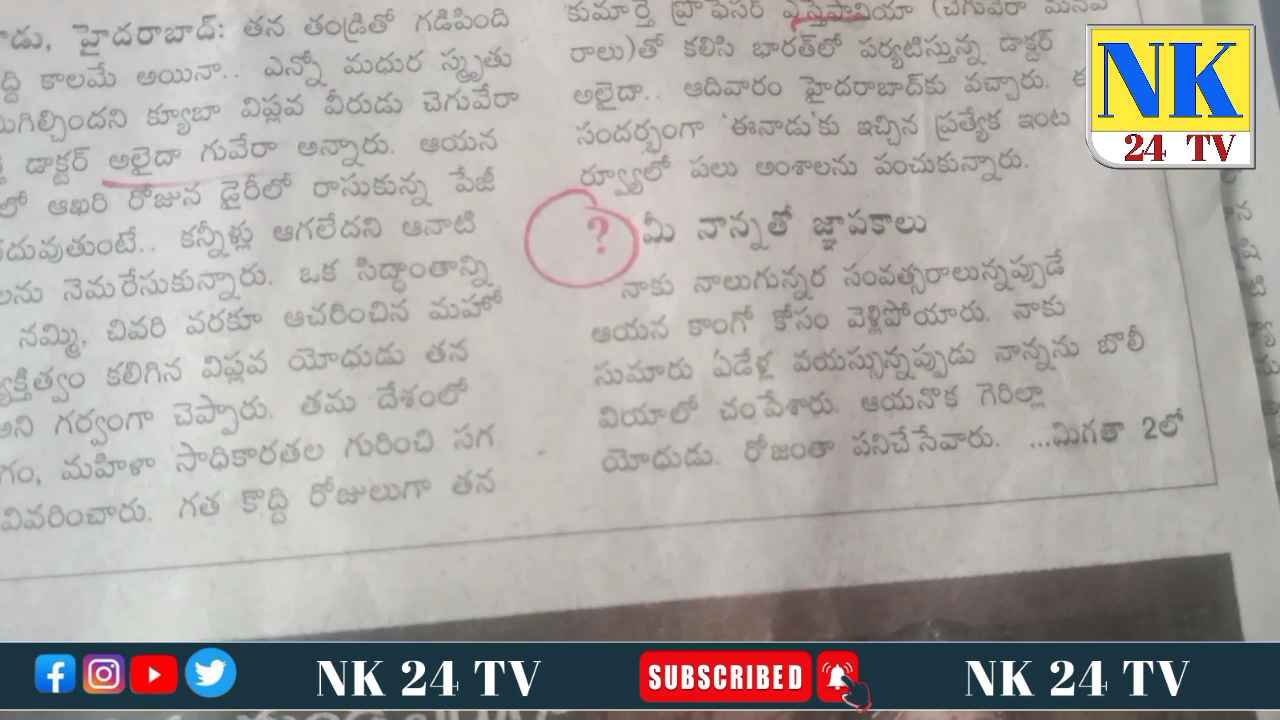 హైదరాబాద్: తన తండ్రితో గడిపింది
కాలమే అయినా.. ఎన్నో మధుర స్మృతు
మిగిల్చిందని క్యూబా విప్లవ వీరుడు చెగువేరా
డాక్టర్ అలైదా గువేరా అన్నారు. ఆయన
లో ఆఖరి రోజున డైరీలో రాసుకున్న పేజీ
చదువుతుంటే.. కన్నీళ్లు ఆగలేదని ఆనాటి
లను నెమరేసుకున్నారు. ఒక సిద్ధాంతాన్ని
నమ్మి, చివరి వరకూ ఆచరించిన మహో
వ్యక్తిత్వం కలిగిన విప్లవ యోధుడు తన
అని గర్వంగా చెప్పారు. తమ దేశంలో
గం, మహిళా సాధికారతల గురించి సగ
వివరించారు. గత కొద్ది రోజులుగా తన
కుమార్తె ప్రొఫెసర్ ఎస్తెఫానియా (చెగువేరా మనవ
రాలు)తో కలిసి భారత్‌లో పర్యటిస్తున్న డాక్టర్
అలైదా.. ఆదివారం హైదరాబాద్‌కు వచ్చారు. ఈ
సందర్భంగా 'ఈనాడు'కు ఇచ్చిన ప్రత్యేక ఇంట
ర్వ్యూలో పలు అంశాలను పంచుకున్నారు.
? మీ నాన్నతో జ్ఞాపకాలు
నాకు నాలుగున్నర సంవత్సరాలున్నప్పుడే
ఆయన కాంగో కోసం వెళ్లిపోయారు. నాకు
సుమారు ఏడేళ్ల వయస్సున్నప్పుడు నాన్నను బొలీ
వియాలో చంపేశారు. ఆయనొక గెరిల్లా
యోధుడు. రోజంతా పనిచేసేవారు. ...మిగతా 2లో
NK
24 TV
NK 24 TV
SUBSCRIBED
NK 24 TV